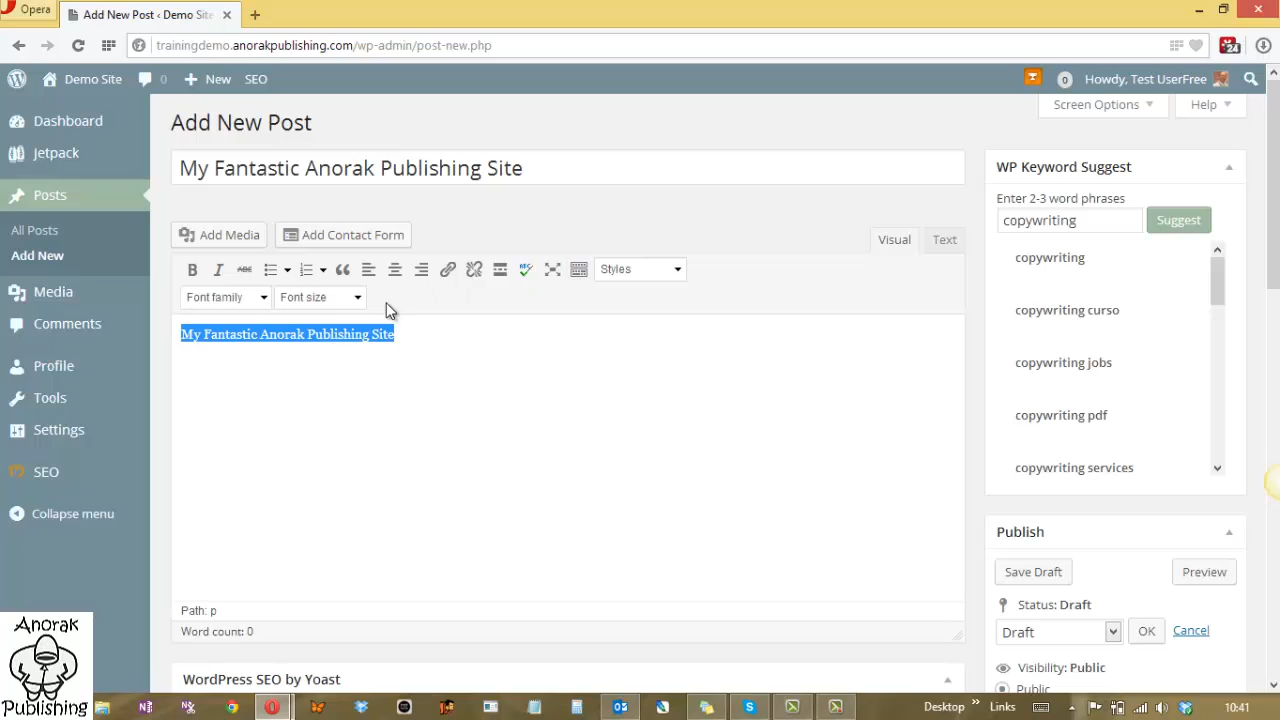 Opera
Add New Post ‹ Demo Site
trainingdemo.anorakpublishing.com/wp-admin/post-new.php
24
Demo Site
0
New
SEO
0
Howdy, Test UserFree
Dashboard
Jetpack
Posts
All Posts
Add New
Media
Comments
Profile
Tools
Settings
SEO
Collapse menu
Screen Options
Help
Add New Post
My Fantastic Anorak Publishing Site
Add Media
Add Contact Form
Visual
Text
B
I
ABC
Styles
Font family
Font size
My Fantastic Anorak Publishing Site
Path: p
Word count: 0
WordPress SEO by Yoast
WP Keyword Suggest
Enter 2-3 word phrases
copywriting
Suggest
copywriting
copywriting curso
copywriting jobs
copywriting pdf
copywriting services
Publish
Save Draft
Preview
Status: Draft
Draft
OK
Cancel
Visibility: Public
Public
Anorak
Publishing
Desktop
Links
10:41